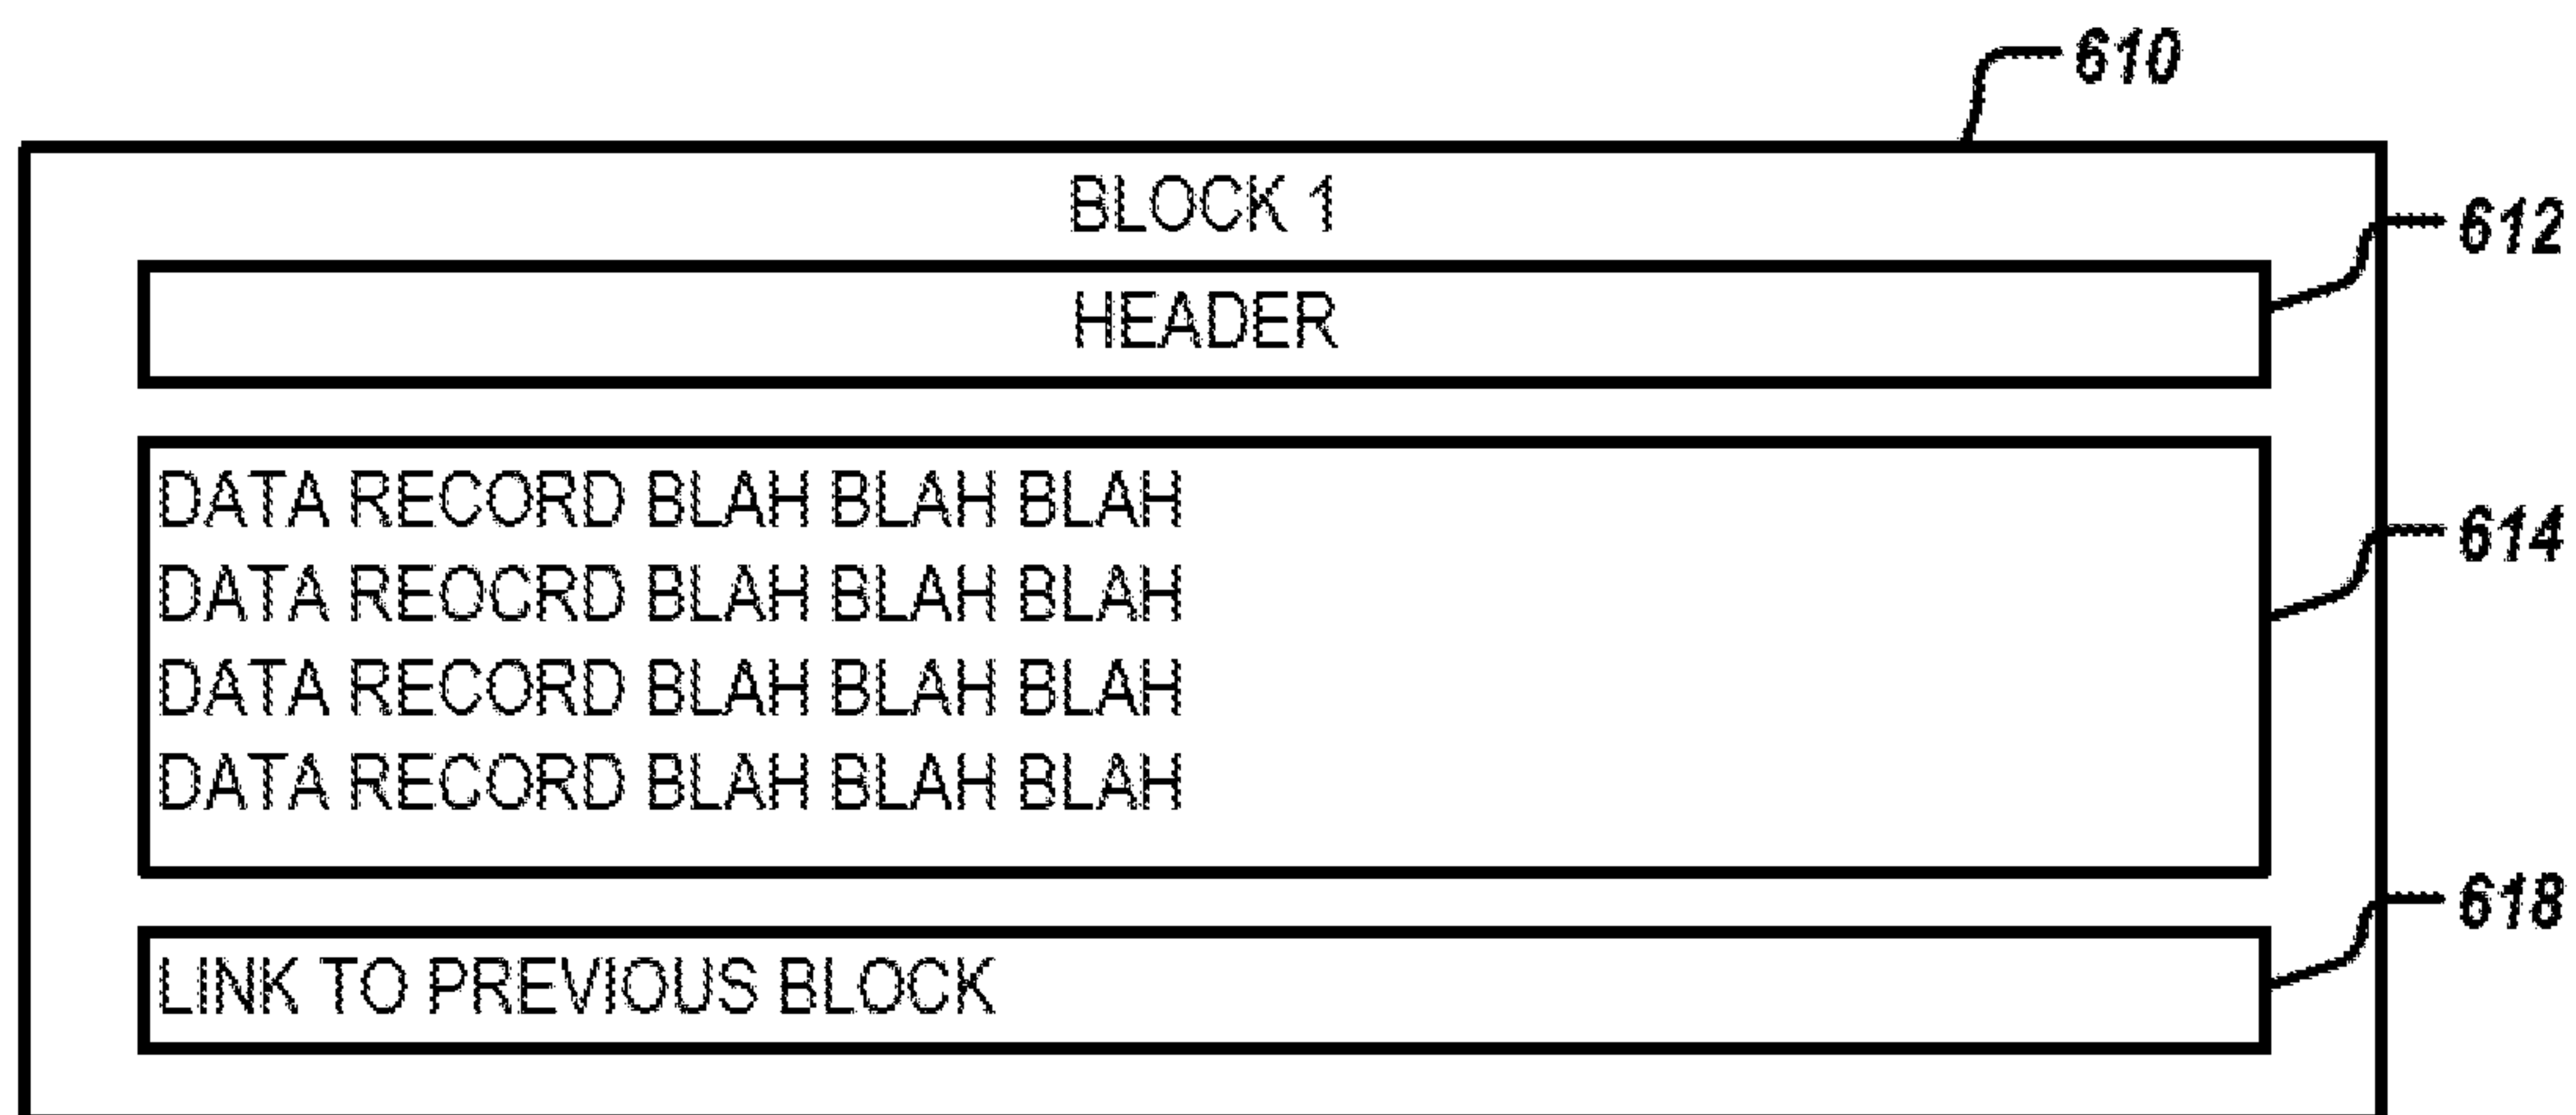 610
BLOCK 1
612
HEADER
DATA RECORD BLAH BLAH BLAH
614
DATA REOCRD BLAH BLAH BLAH
DATA RECORD BLAH BLAH BLAH
DATA RECORD BLAH BLAH BLAH
618
LINK TO PREVIOUS BLOCK